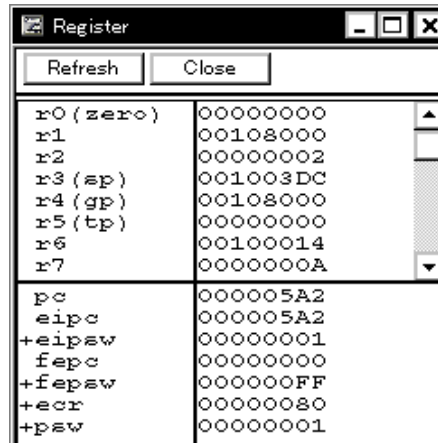 Register
Refresh Close
r0(zero) 00000000
r1 00108000
r2 00000002
r3(sp) 001003DC
r4(gp) 00108000
r5(tp) 00000000
r6 00100014
r7 0000000A
pc 000005A2
eipc 000005A2
+eipsw 00000001
fepc 00000000
+fepsw 000000FF
+ecr 00000080
+psw 00000001